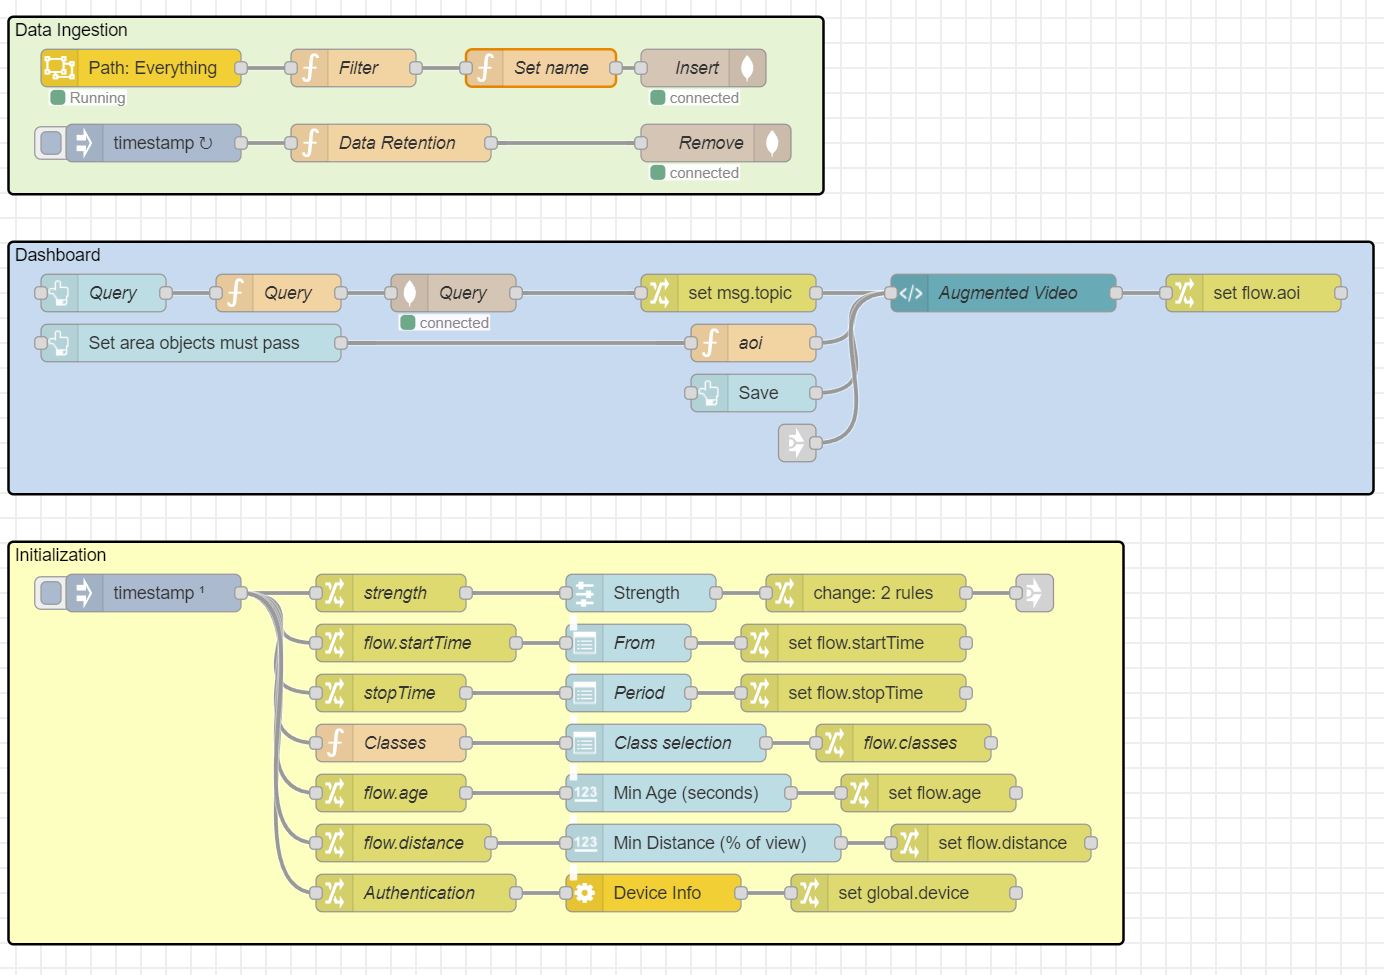 Data Ingestion
Path: Everything
Filter
Set name
Insert
Running
connected
timestamp ↻
Data Retention
Remove
connected
Dashboard
Query
Query
Query
set msg.topic
Augmented Video
set flow.aoi
connected
Set area objects must pass
aoi
Save
Initialization
timestamp ¹
strength
Strength
change: 2 rules
flow.startTime
From
set flow.startTime
stopTime
Period
set flow.stopTime
Classes
Class selection
flow.classes
flow.age
123
Min Age (seconds)
set flow.age
flow.distance
123
Min Distance (% of view)
set flow.distance
Authentication
Device Info
set global.device